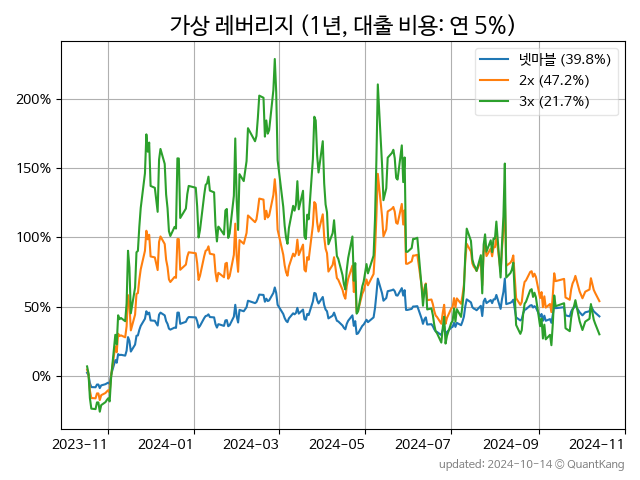 가상 레버리지 (1년, 대출 비용: 연 5%)
넷마블 (39.8%)
2x (47.2%)
3x (21.7%)
200%
150%
100%
50%
0%
2023-11
2024-01
2024-03
2024-05
2024-07
2024-09
2024-11
updated: 2024-10-14 © QuantKang